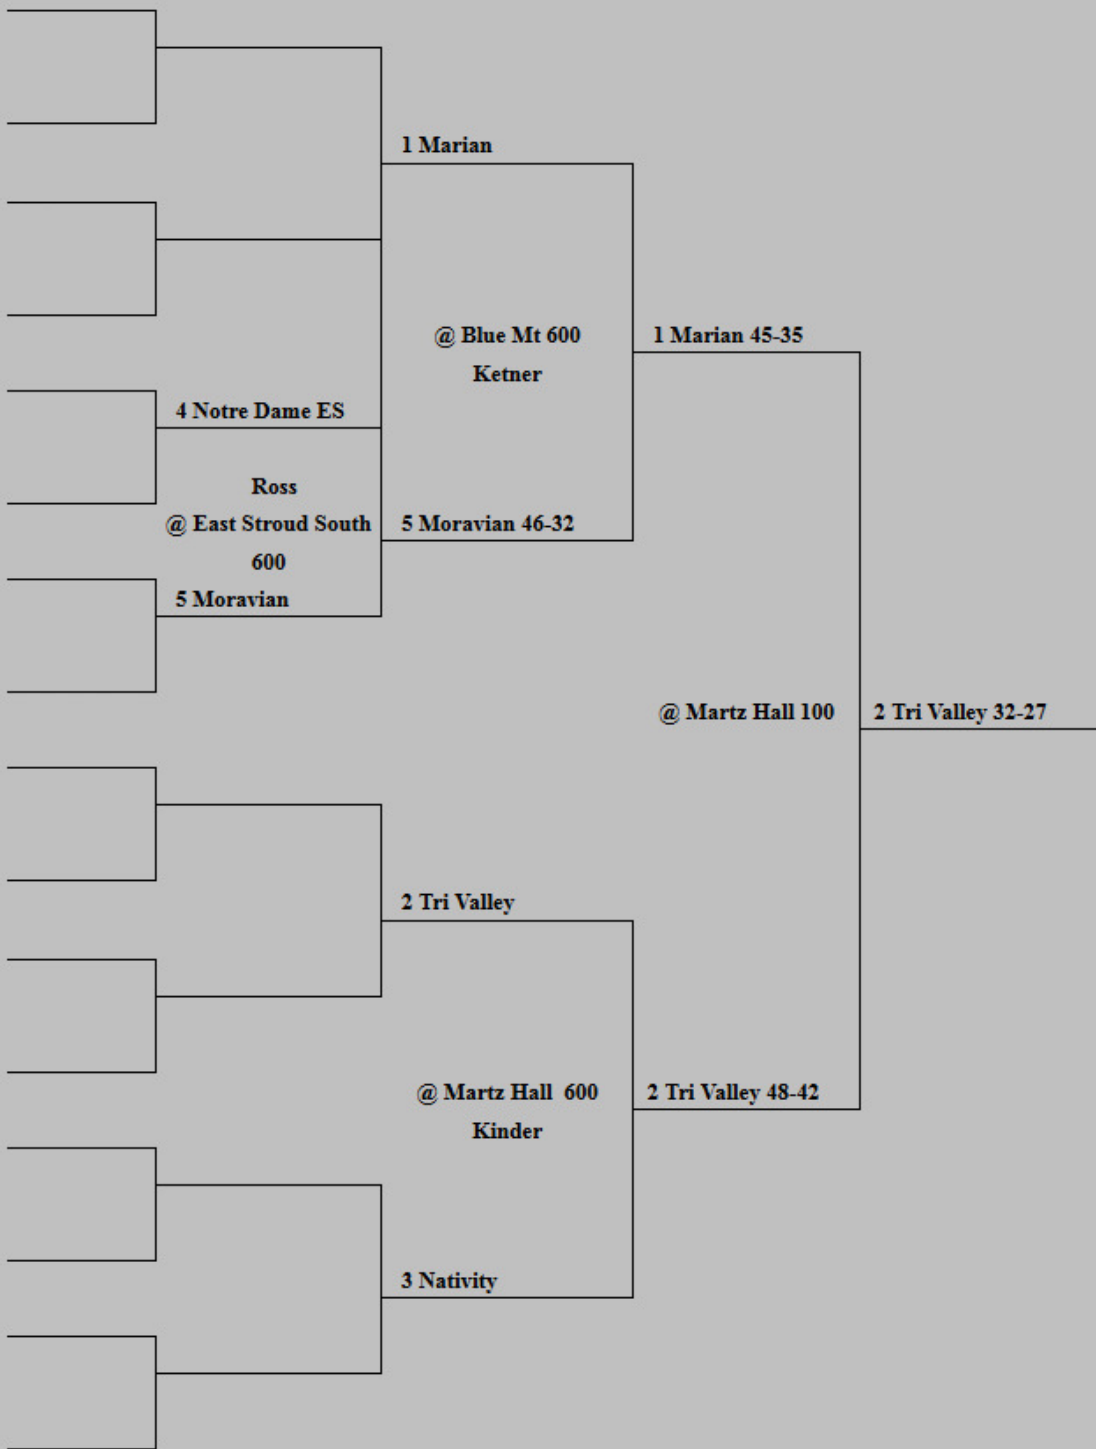 1 Marian
@ Blue Mt 600
Ketner
1 Marian 45-35
4 Notre Dame ES
Ross
@ East Stroud South
600
5 Moravian
5 Moravian 46-32
@ Martz Hall 100
2 Tri Valley 32-27
2 Tri Valley
@ Martz Hall  600
Kinder
2 Tri Valley 48-42
3 Nativity